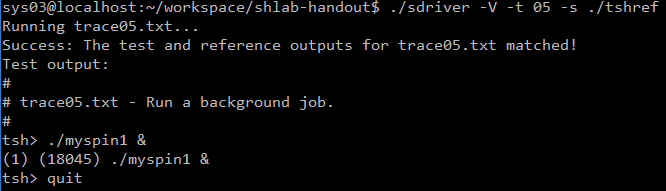 sys03@localhost:~/workspace/shlab-handout$ ./sdriver -V -t 05 -s ./tshref
Running trace05.txt...
Success: The test and reference outputs for trace05.txt matched!
Test output:
#
# trace05.txt - Run a background job.
#
tsh> ./myspin1 &
(1) (18045) ./myspin1 &
tsh> quit